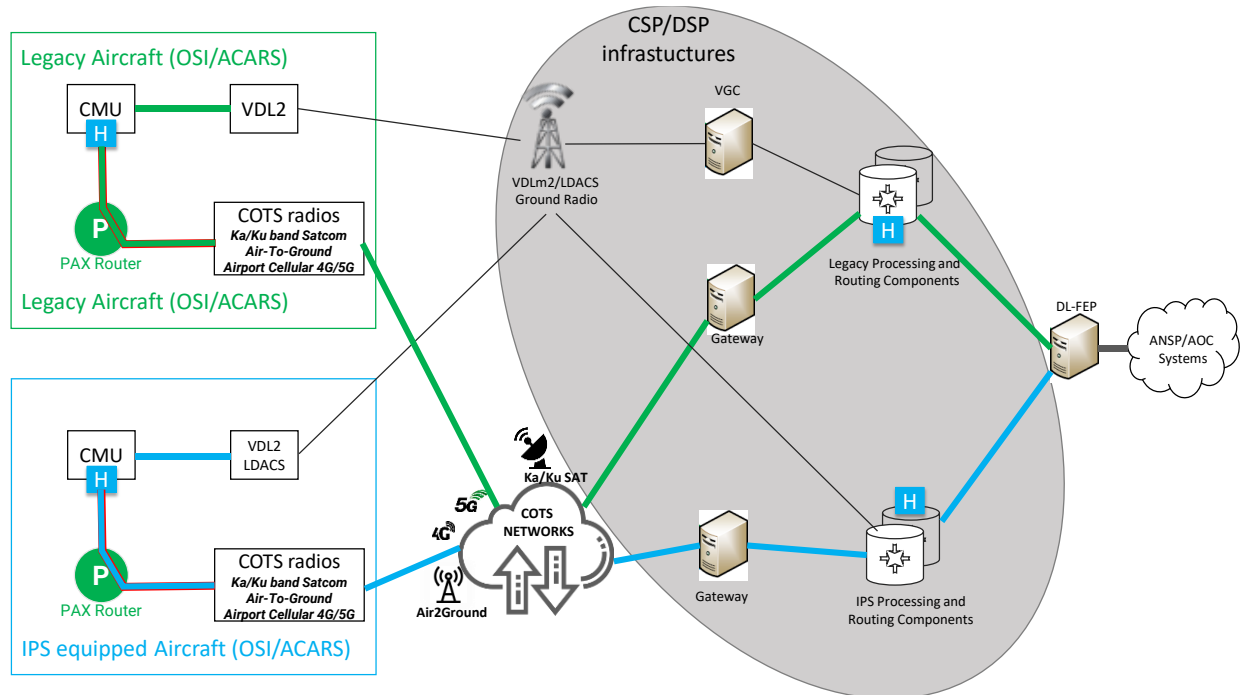 CSP/DSP
infrastuctures
Legacy Aircraft (OSI/ACARS)
CMU
H
VDL2
P
PAX Router
COTS radios
Ka/Ku band Satcom
Air-To-Ground
Airport Cellular 4G/5G
Legacy Aircraft (OSI/ACARS)
VDLm2/LDACS
Ground Radio
VGC
H
Legacy Processing and
Routing Components
Gateway
DL-FEP
ANSP/AOC
Systems
CMU
H
VDL2
LDACS
P
PAX Router
COTS radios
Ka/Ku band Satcom
Air-To-Ground
Airport Cellular 4G/5G
IPS equipped Aircraft (OSI/ACARS)
Ka/Ku SAT
5G
4G
COTS
NETWORKS
Air2Ground
Gateway
H
IPS Processing and
Routing Components